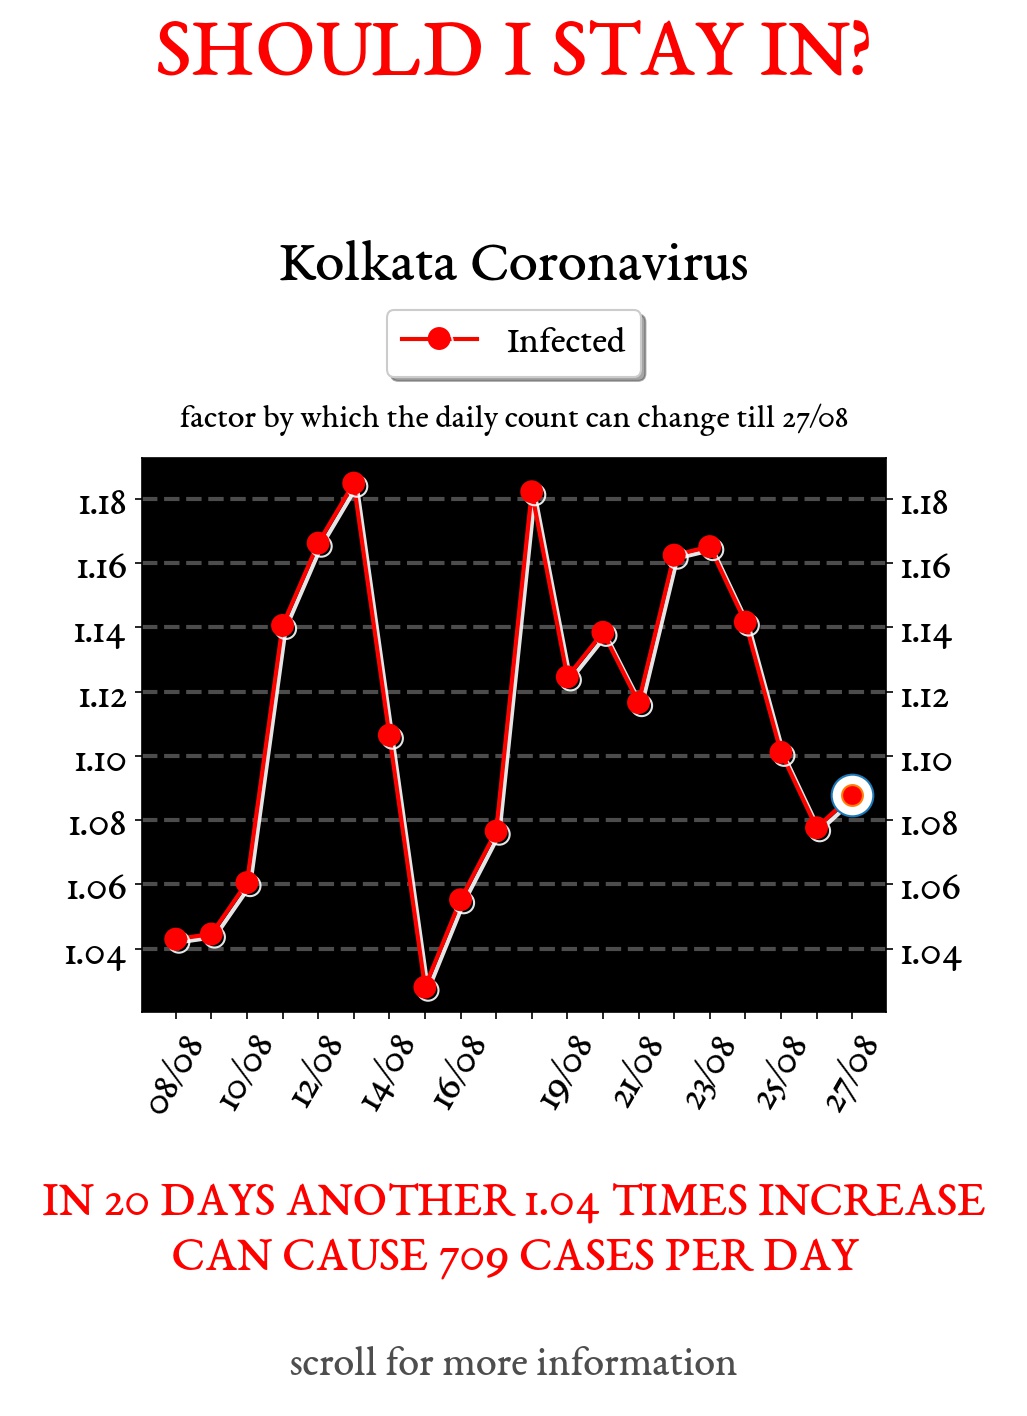 SHOULD I STAY IN?
Kolkata Coronavirus
Infected
factor by which the daily count can change till 27/08
1.18 1.18
1.16 1.16
1.14 1.14
1.12 1.12
1.10 1.10
1.08 1.08
1.06 1.06
1.04 1.04
08/08 10/08 12/08 14/08 16/08 19/08 21/08 23/08 25/08 27/08
IN 20 DAYS ANOTHER 1.04 TIMES INCREASE
CAN CAUSE 709 CASES PER DAY
scroll for more information